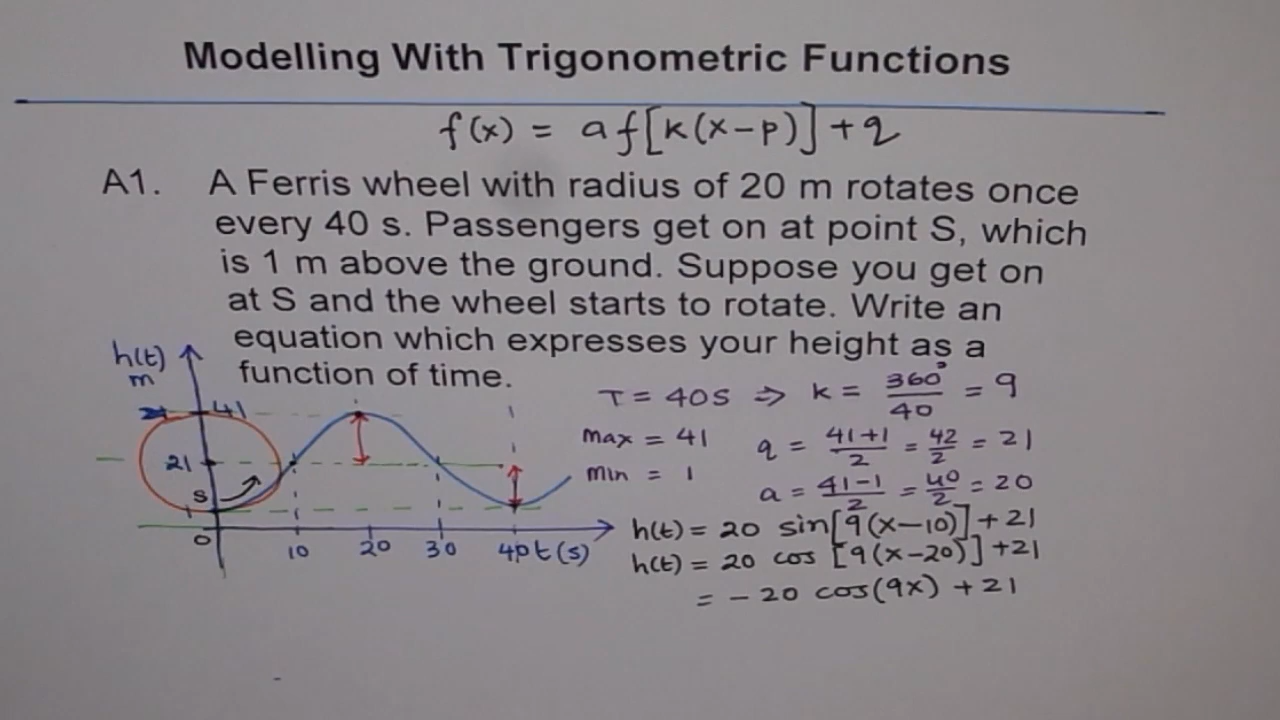 Modelling With Trigonometric Functions
f(x) = af[k(x-p)]+q
A1. A Ferris wheel with radius of 20 m rotates once
every 40 s. Passengers get on at point S, which
is 1 m above the ground. Suppose you get on
at S and the wheel starts to rotate. Write an
equation which expresses your height as a
function of time.
h(t)
m
41
21
S
1
0
10 20 30 40 t(s)
T = 40s ⇒ k = 360°/40 = 9
Max = 41
Min = 1
q = (41+1)/2 = 42/2 = 21
a = (41-1)/2 = 40/2 = 20
h(t) = 20 sin[9(x-10)]+21
h(t) = 20 cos [9(x-20)]+21
= - 20 cos(9x) +21